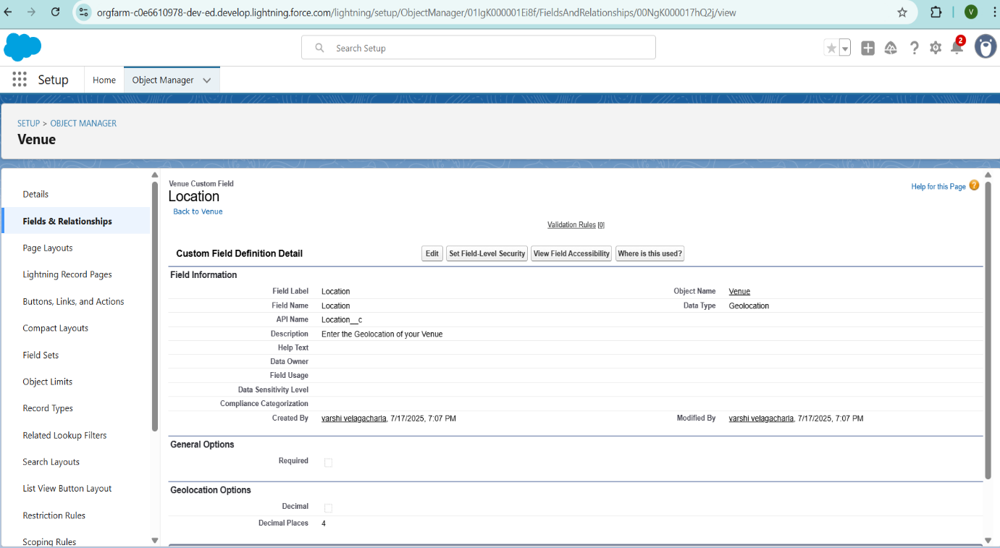 orgfarm-c0e6610978-dev-ed.develop.lightning.force.com/lightning/setup/ObjectManager/01IgK000001Ei8f/FieldsAndRelationships/00NgK000017hQ2j/view
V
Search Setup
2
Setup
Home
Object Manager
SETUP > OBJECT MANAGER
Venue
Details
Fields & Relationships
Page Layouts
Lightning Record Pages
Buttons, Links, and Actions
Compact Layouts
Field Sets
Object Limits
Record Types
Related Lookup Filters
Search Layouts
List View Button Layout
Restriction Rules
Scoping Rules
Venue Custom Field
Location
Back to Venue
Help for this Page ?
Validation Rules [0]
Custom Field Definition Detail
Edit
Set Field-Level Security
View Field Accessibility
Where is this used?
Field Information
Field Label Location Object Name Venue
Field Name Location Data Type Geolocation
API Name Location__c
Description Enter the Geolocation of your Venue
Help Text
Data Owner
Field Usage
Data Sensitivity Level
Compliance Categorization
Created By varshi velagacharla, 7/17/2025, 7:07 PM Modified By varshi velagacharla, 7/17/2025, 7:07 PM
General Options
Required
Geolocation Options
Decimal
Decimal Places 4